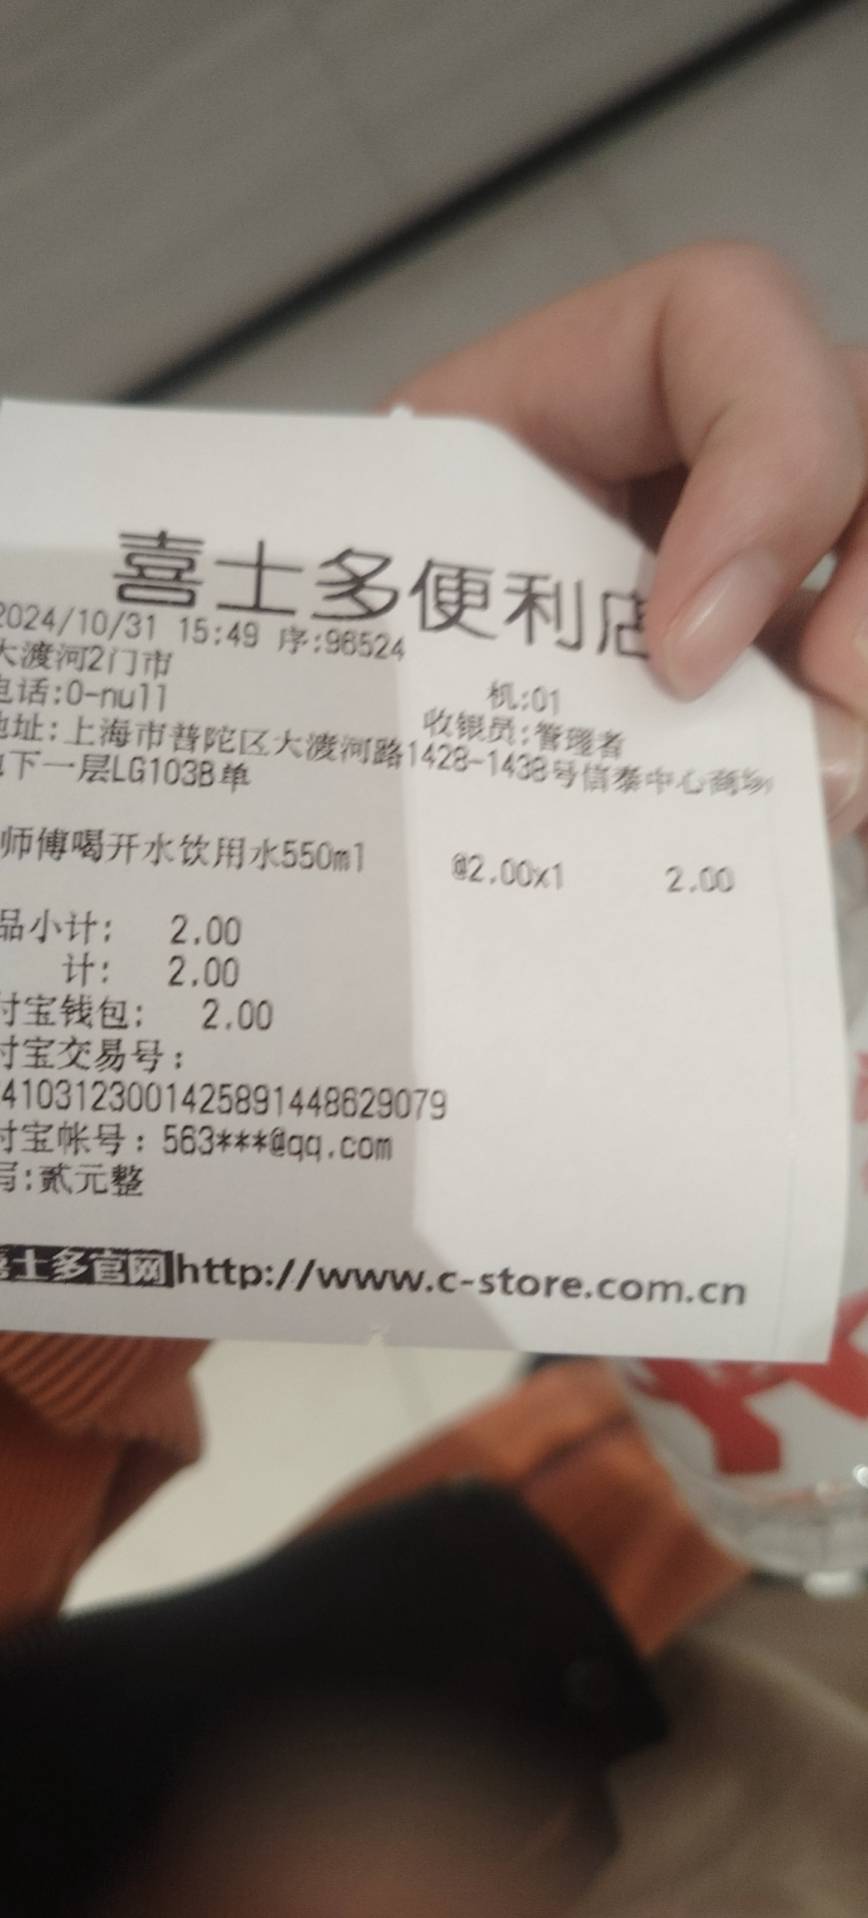 喜士多便利店
2024/10/31 15:49 序:96524
大渡河2门市
电话:0-null 机:01
收银员:管理者
地址:上海市普陀区大渡河路1428-1438号信泰中心商场
地下一层LG103B单
师傅喝开水饮用水550ml @2.00x1 2.00
品小计: 2.00
计: 2.00
付宝钱包: 2.00
付宝交易号:
41031230014258914486​29079
付宝帐号:563***@qq.com
写:贰元整
喜士多官网http://www.c-store.com.cn